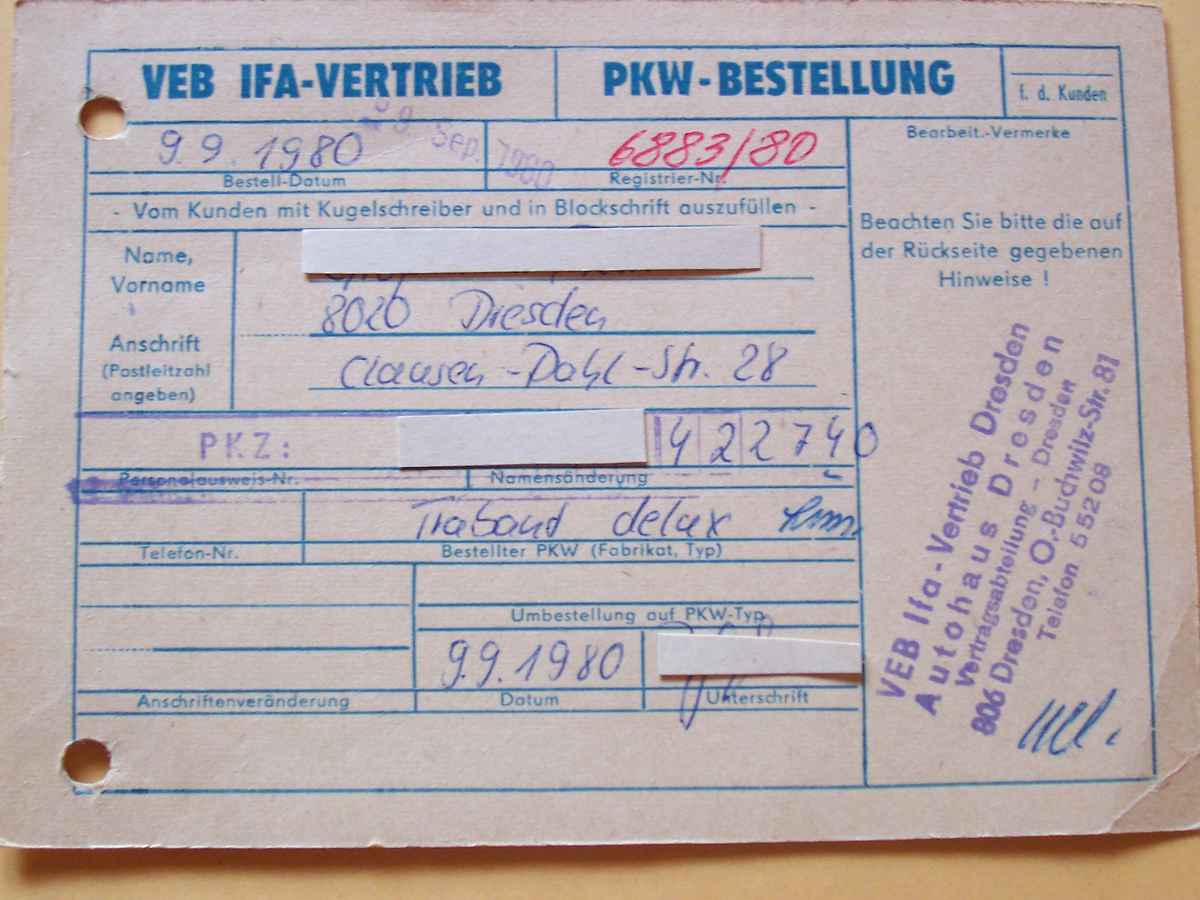 VEB IFA-VERTRIEB
PKW-BESTELLUNG
f. d. Kunden
9.9.1980
9. Sep. 1980
Bestell-Datum
6883/80
Registrier-Nr.
- Vom Kunden mit Kugelschreiber und in Blockschrift auszufüllen -
Name,
Vorname
Anschrift
(Postleitzahl
angeben)
8020 Dresden
Clausen-Dahl-Str. 28
PKZ:
422740
Personalausweis-Nr.
Namensänderung
Trabant delux
Telefon-Nr.
Bestellter PKW (Fabrikat, Typ)
Umbestellung auf PKW-Typ
9.9.1980
Anschriftenveränderung
Datum
Unterschrift
Bearbeit.-Vermerke
Beachten Sie bitte die auf
der Rückseite gegebenen
Hinweise !
VEB Ifa-Vertrieb Dresden
Autohaus Dresden
Vertragsabteilung - Dresden
806 Dresden, O.-Buchwitz-Str. 81
Telefon 55208